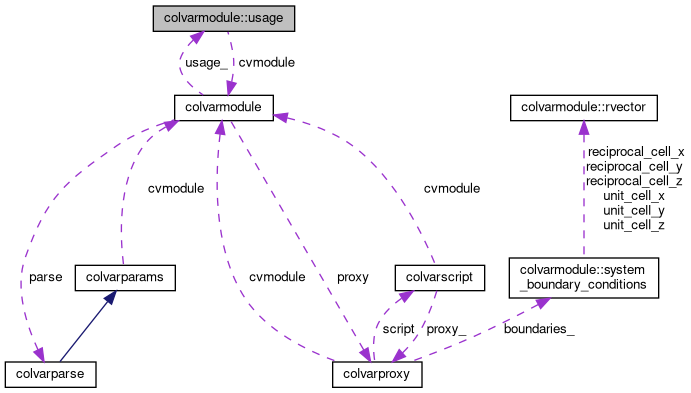 colvarmodule::usage
usage_
cvmodule
colvarmodule
colvarmodule::rvector
reciprocal_cell_x
reciprocal_cell_y
reciprocal_cell_z
unit_cell_x
unit_cell_y
unit_cell_z
cvmodule
cvmodule
parse
colvarparams
cvmodule
proxy
colvarscript
colvarmodule::system
_boundary_conditions
script
proxy_
boundaries_
colvarparse
colvarproxy